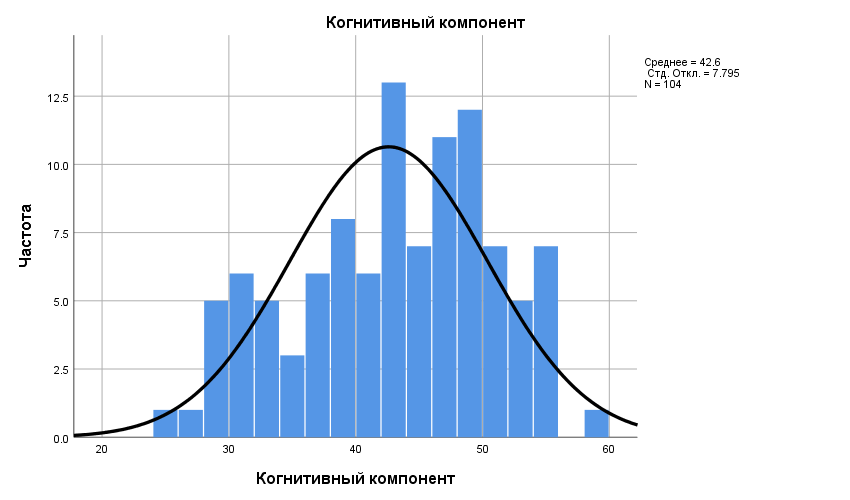 Когнитивный компонент
Среднее = 42.6
Стд. Откл. = 7.795
N = 104
12.5
10.0
7.5
5.0
2.5
0.0
Частота
20 30 40 50 60
Когнитивный компонент